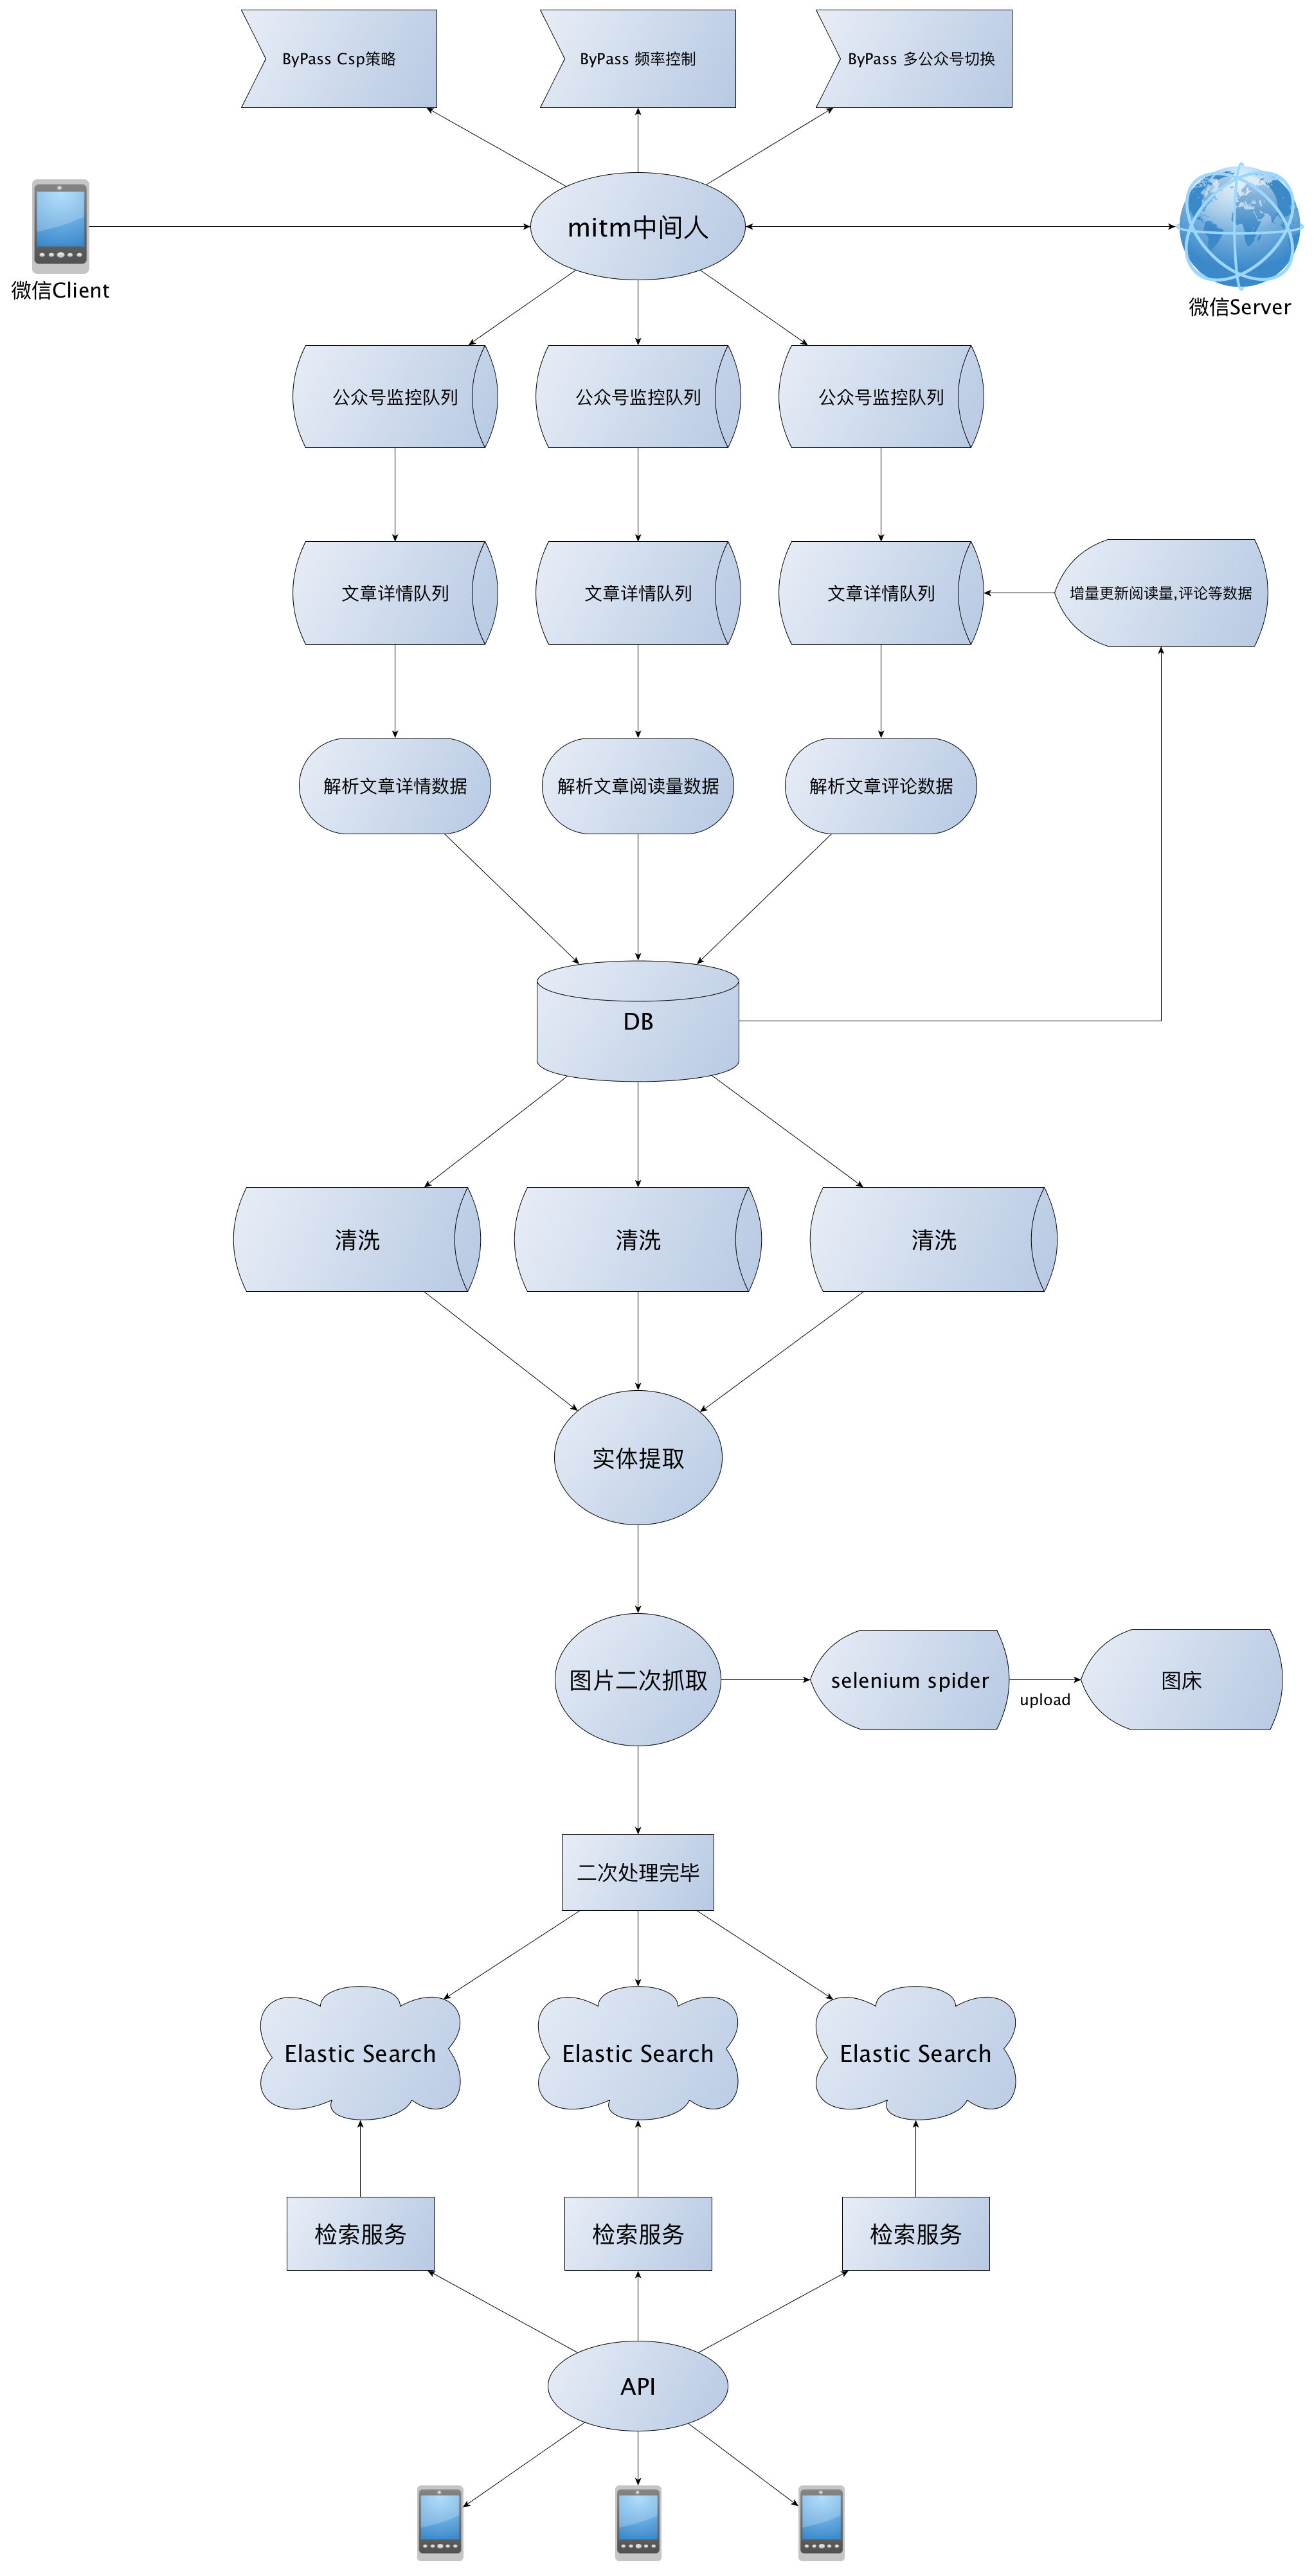 ByPass Csp策略
ByPass 频率控制
ByPass 多公众号切换
微信Client
mitm中间人
微信Server
公众号监控队列
公众号监控队列
公众号监控队列
文章详情队列
文章详情队列
文章详情队列
增量更新阅读量,评论等数据
解析文章详情数据
解析文章阅读量数据
解析文章评论数据
DB
清洗
清洗
清洗
实体提取
图片二次抓取
selenium spider
upload
图床
二次处理完毕
Elastic Search
Elastic Search
Elastic Search
检索服务
检索服务
检索服务
API